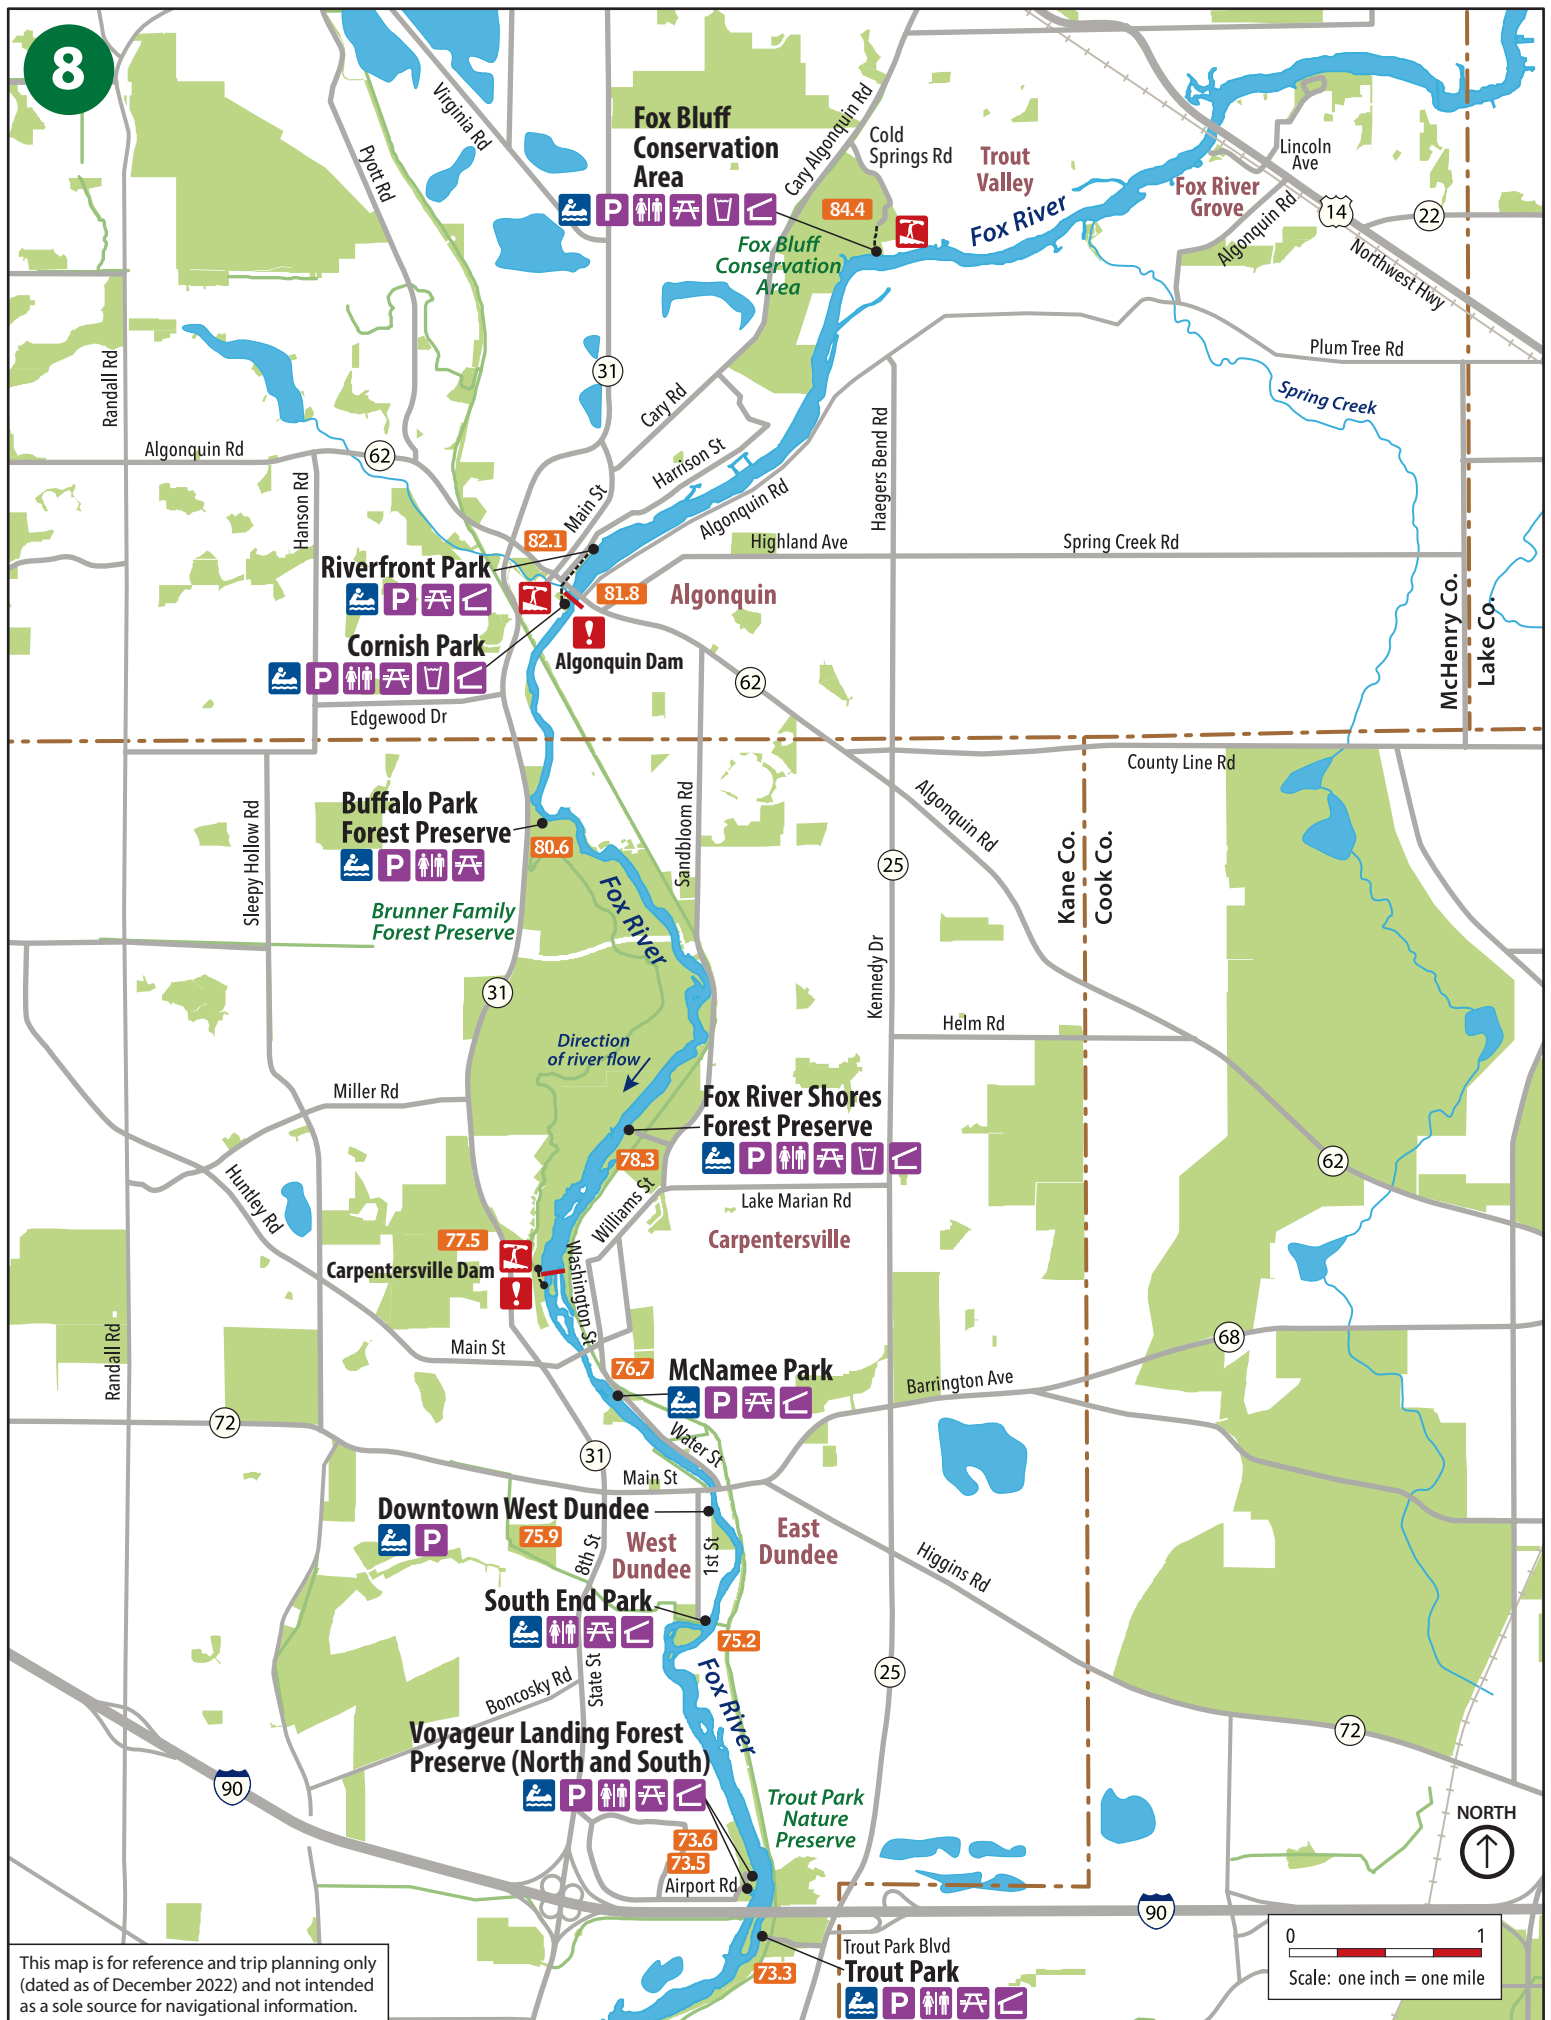 8
Virginia Rd
Pyott Rd
Fox Bluff
Conservation
Area
P
Cary Algonquin Rd
Cold
Springs Rd
84.4
Trout
Valley
Fox River
Fox River
Grove
Lincoln
Ave
Algonquin Rd
14
22
Northwest Hwy
Fox Bluff
Conservation
Area
Plum Tree Rd
Spring Creek
Randall Rd
31
Cary Rd
Algonquin Rd
62
Harrison St
Haegers Bend Rd
Hanson Rd
Main St
Algonquin Rd
82.1
Highland Ave
Spring Creek Rd
Riverfront Park
P
81.8
Algonquin
!
Algonquin Dam
Cornish Park
P
62
Edgewood Dr
McHenry Co.
Lake Co.
County Line Rd
Buffalo Park
Forest Preserve
P
80.6
Sleepy Hollow Rd
Sandbloom Rd
Algonquin Rd
25
Kane Co.
Cook Co.
Brunner Family
Forest Preserve
Fox River
31
Kennedy Dr
Helm Rd
Direction
of river flow
Miller Rd
Fox River Shores
Forest Preserve
P
78.3
62
Huntley Rd
Williams St
Lake Marian Rd
Carpentersville
77.5
Carpentersville Dam
!
Washington St
Randall Rd
Main St
68
76.7
McNamee Park
P
Barrington Ave
72
Water St
31
Main St
Downtown West Dundee
P
75.9
8th St
West
Dundee
1st St
East
Dundee
Higgins Rd
South End Park
75.2
Fox River
25
State St
Boncosky Rd
72
Voyageur Landing Forest
Preserve (North and South)
P
90
Trout Park
Nature
Preserve
73.6
73.5
Airport Rd
NORTH
90
Trout Park Blvd
Trout Park
P
73.3
0 1
Scale: one inch = one mile
This map is for reference and trip planning only
(dated as of December 2022) and not intended
as a sole source for navigational information.